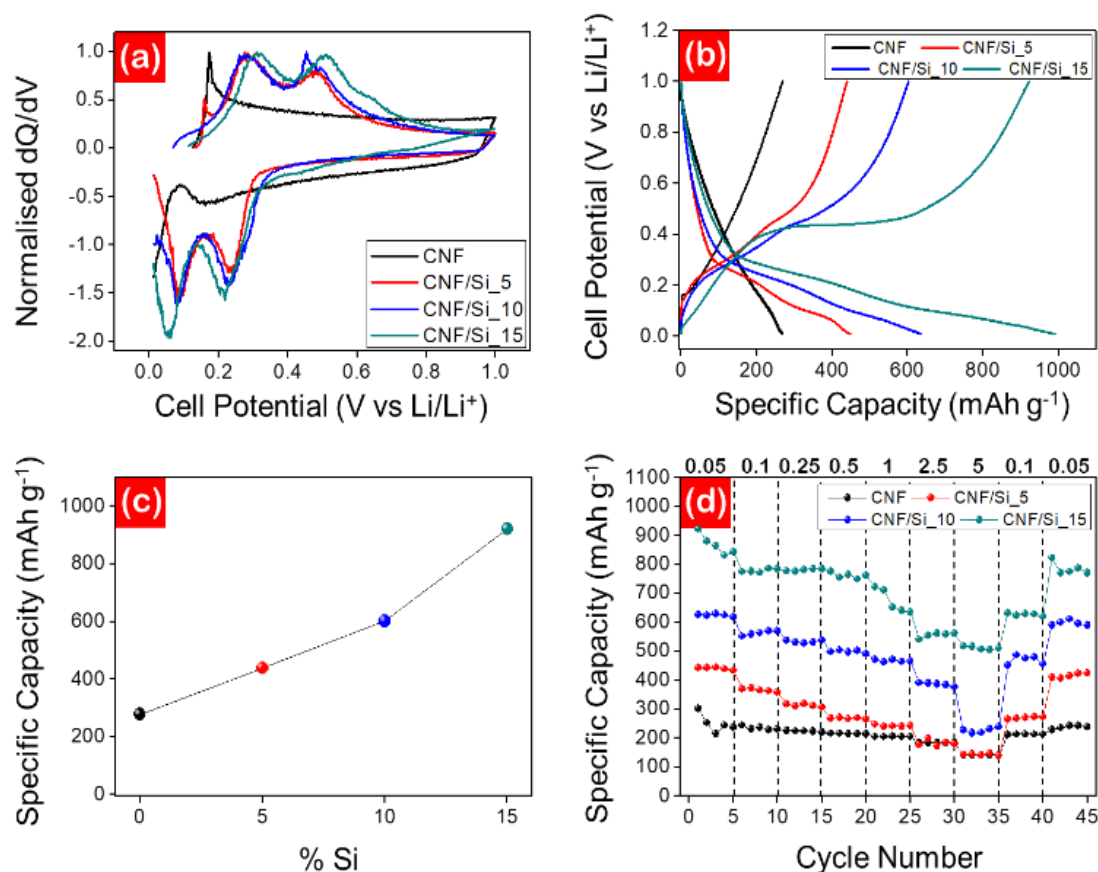 (a)
Normalised dQ/dV
1.0
0.5
0.0
-0.5
-1.0
-1.5
-2.0
CNF
CNF/Si_5
CNF/Si_10
CNF/Si_15
0.0 0.2 0.4 0.6 0.8 1.0
Cell Potential (V vs Li/Li⁺)
(b)
Cell Potential (V vs Li/Li⁺)
1.2
1.0
0.8
0.6
0.4
0.2
0.0
CNF CNF/Si_5
CNF/Si_10 CNF/Si_15
0 200 400 600 800 1000
Specific Capacity (mAh g⁻¹)
(c)
Specific Capacity (mAh g⁻¹)
1000
800
600
400
200
0
0 5 10 15
% Si
(d)
Specific Capacity (mAh g⁻¹)
0.05 0.1 0.25 0.5 1 2.5 5 0.1 0.05
1100
1000
900
800
700
600
500
400
300
200
100
0
CNF CNF/Si_5
CNF/Si_10 CNF/Si_15
0 5 10 15 20 25 30 35 40 45
Cycle Number